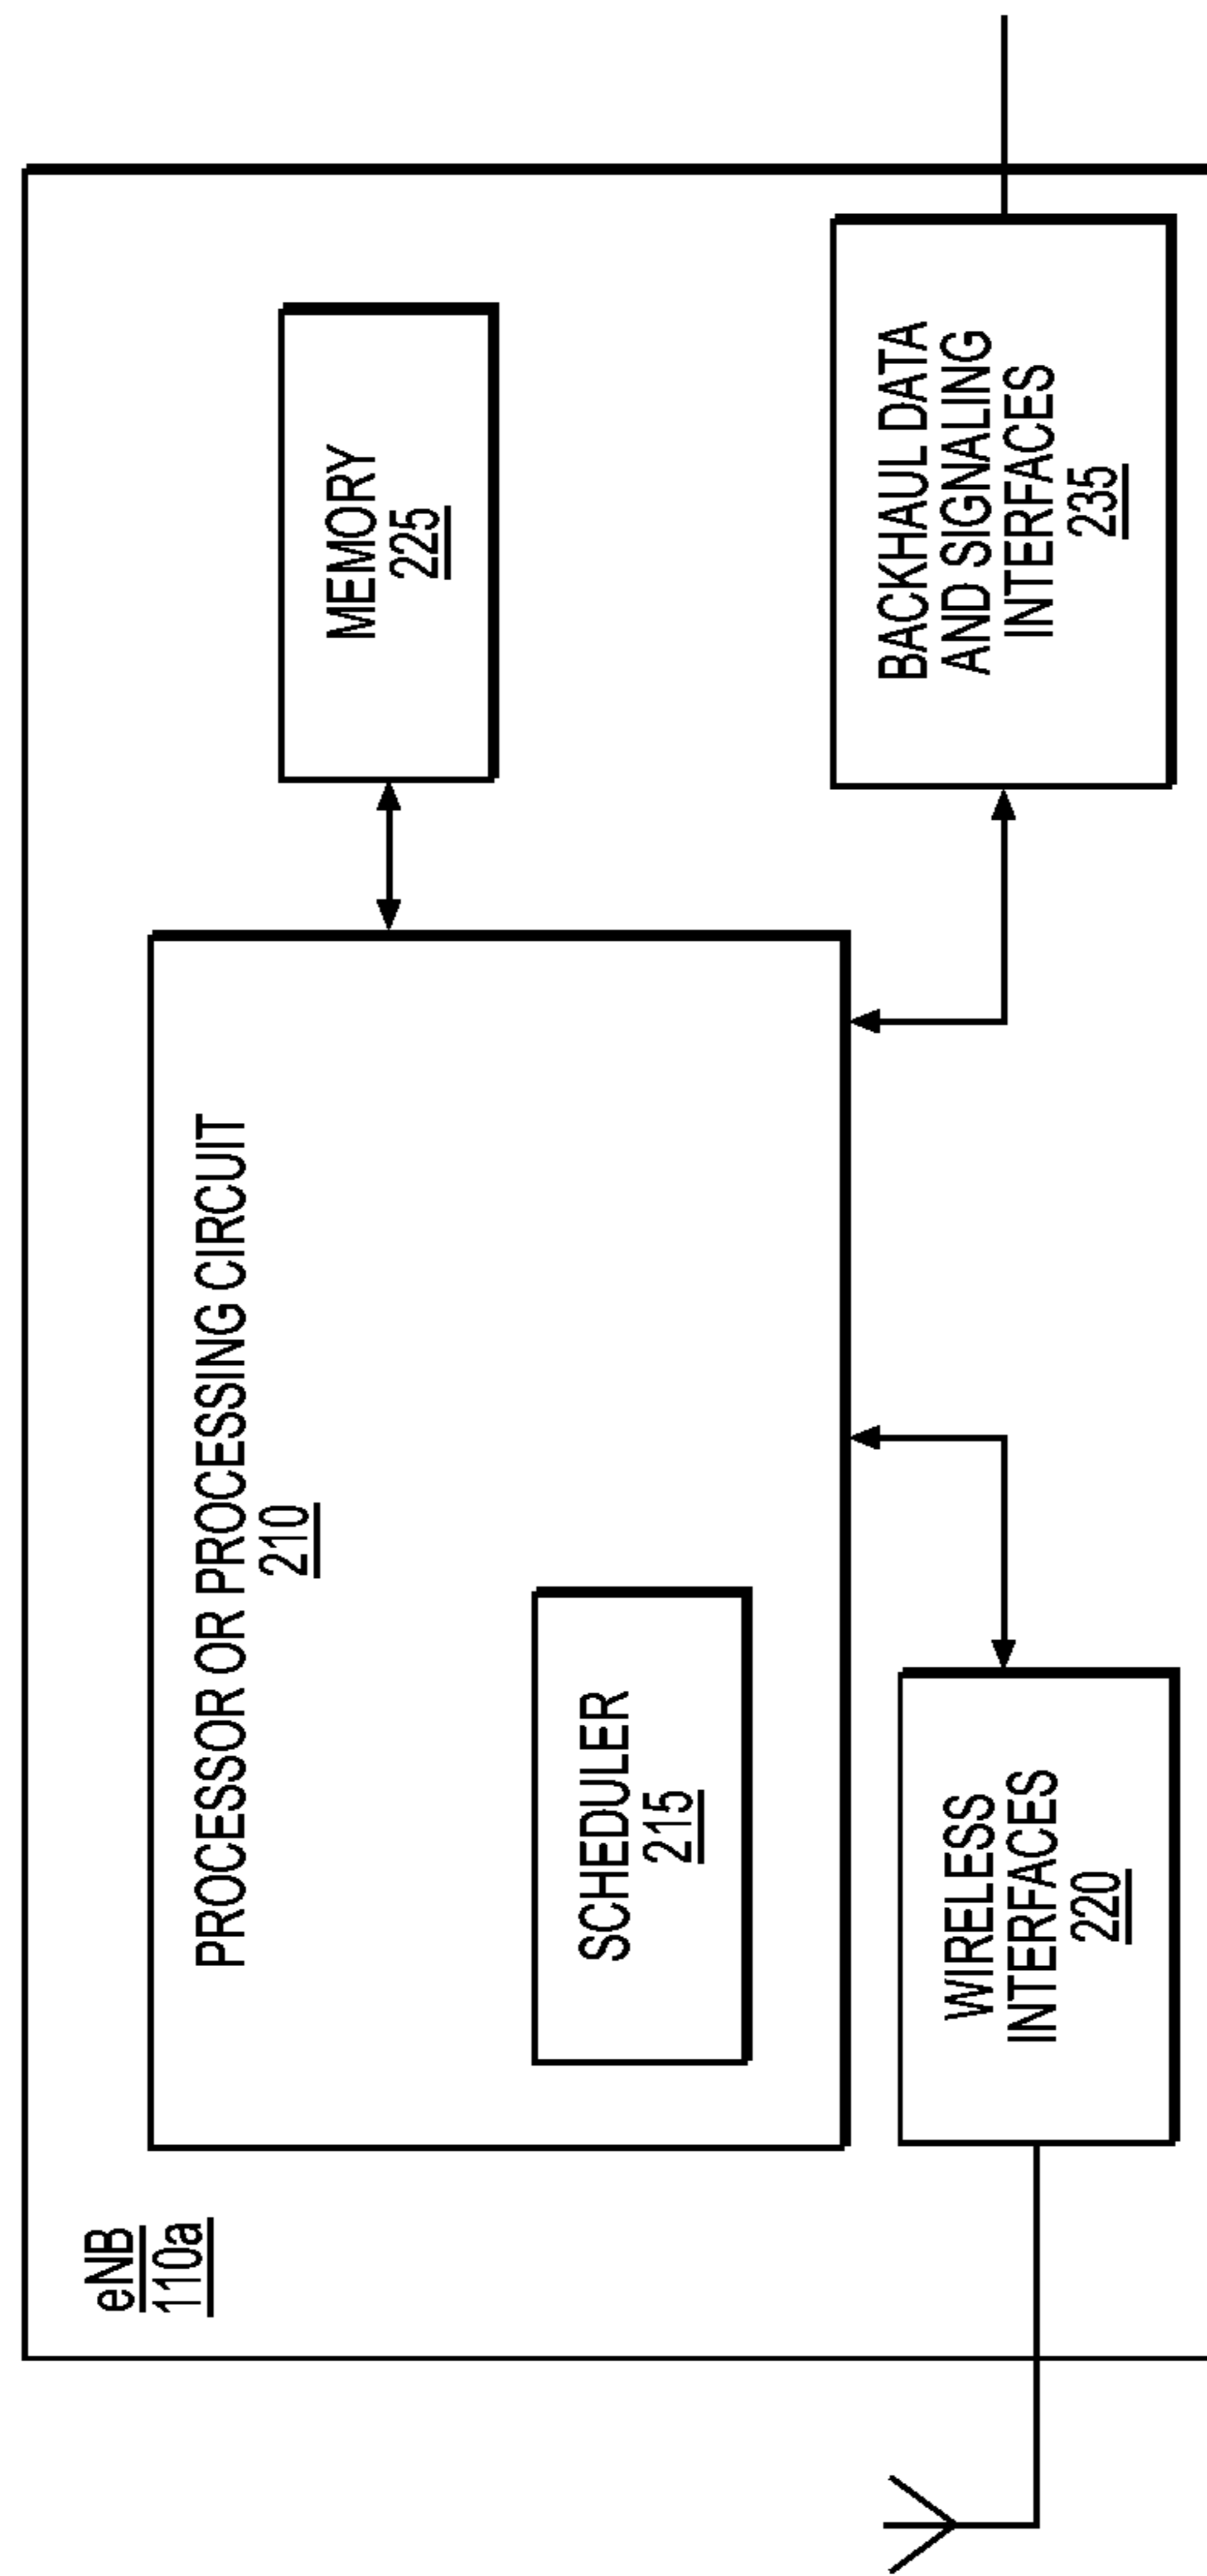 eNB
110a
PROCESSOR OR PROCESSING CIRCUIT
210
SCHEDULER
215
MEMORY
225
WIRELESS
INTERFACES
220
BACKHAUL DATA
AND SIGNALING
INTERFACES
235